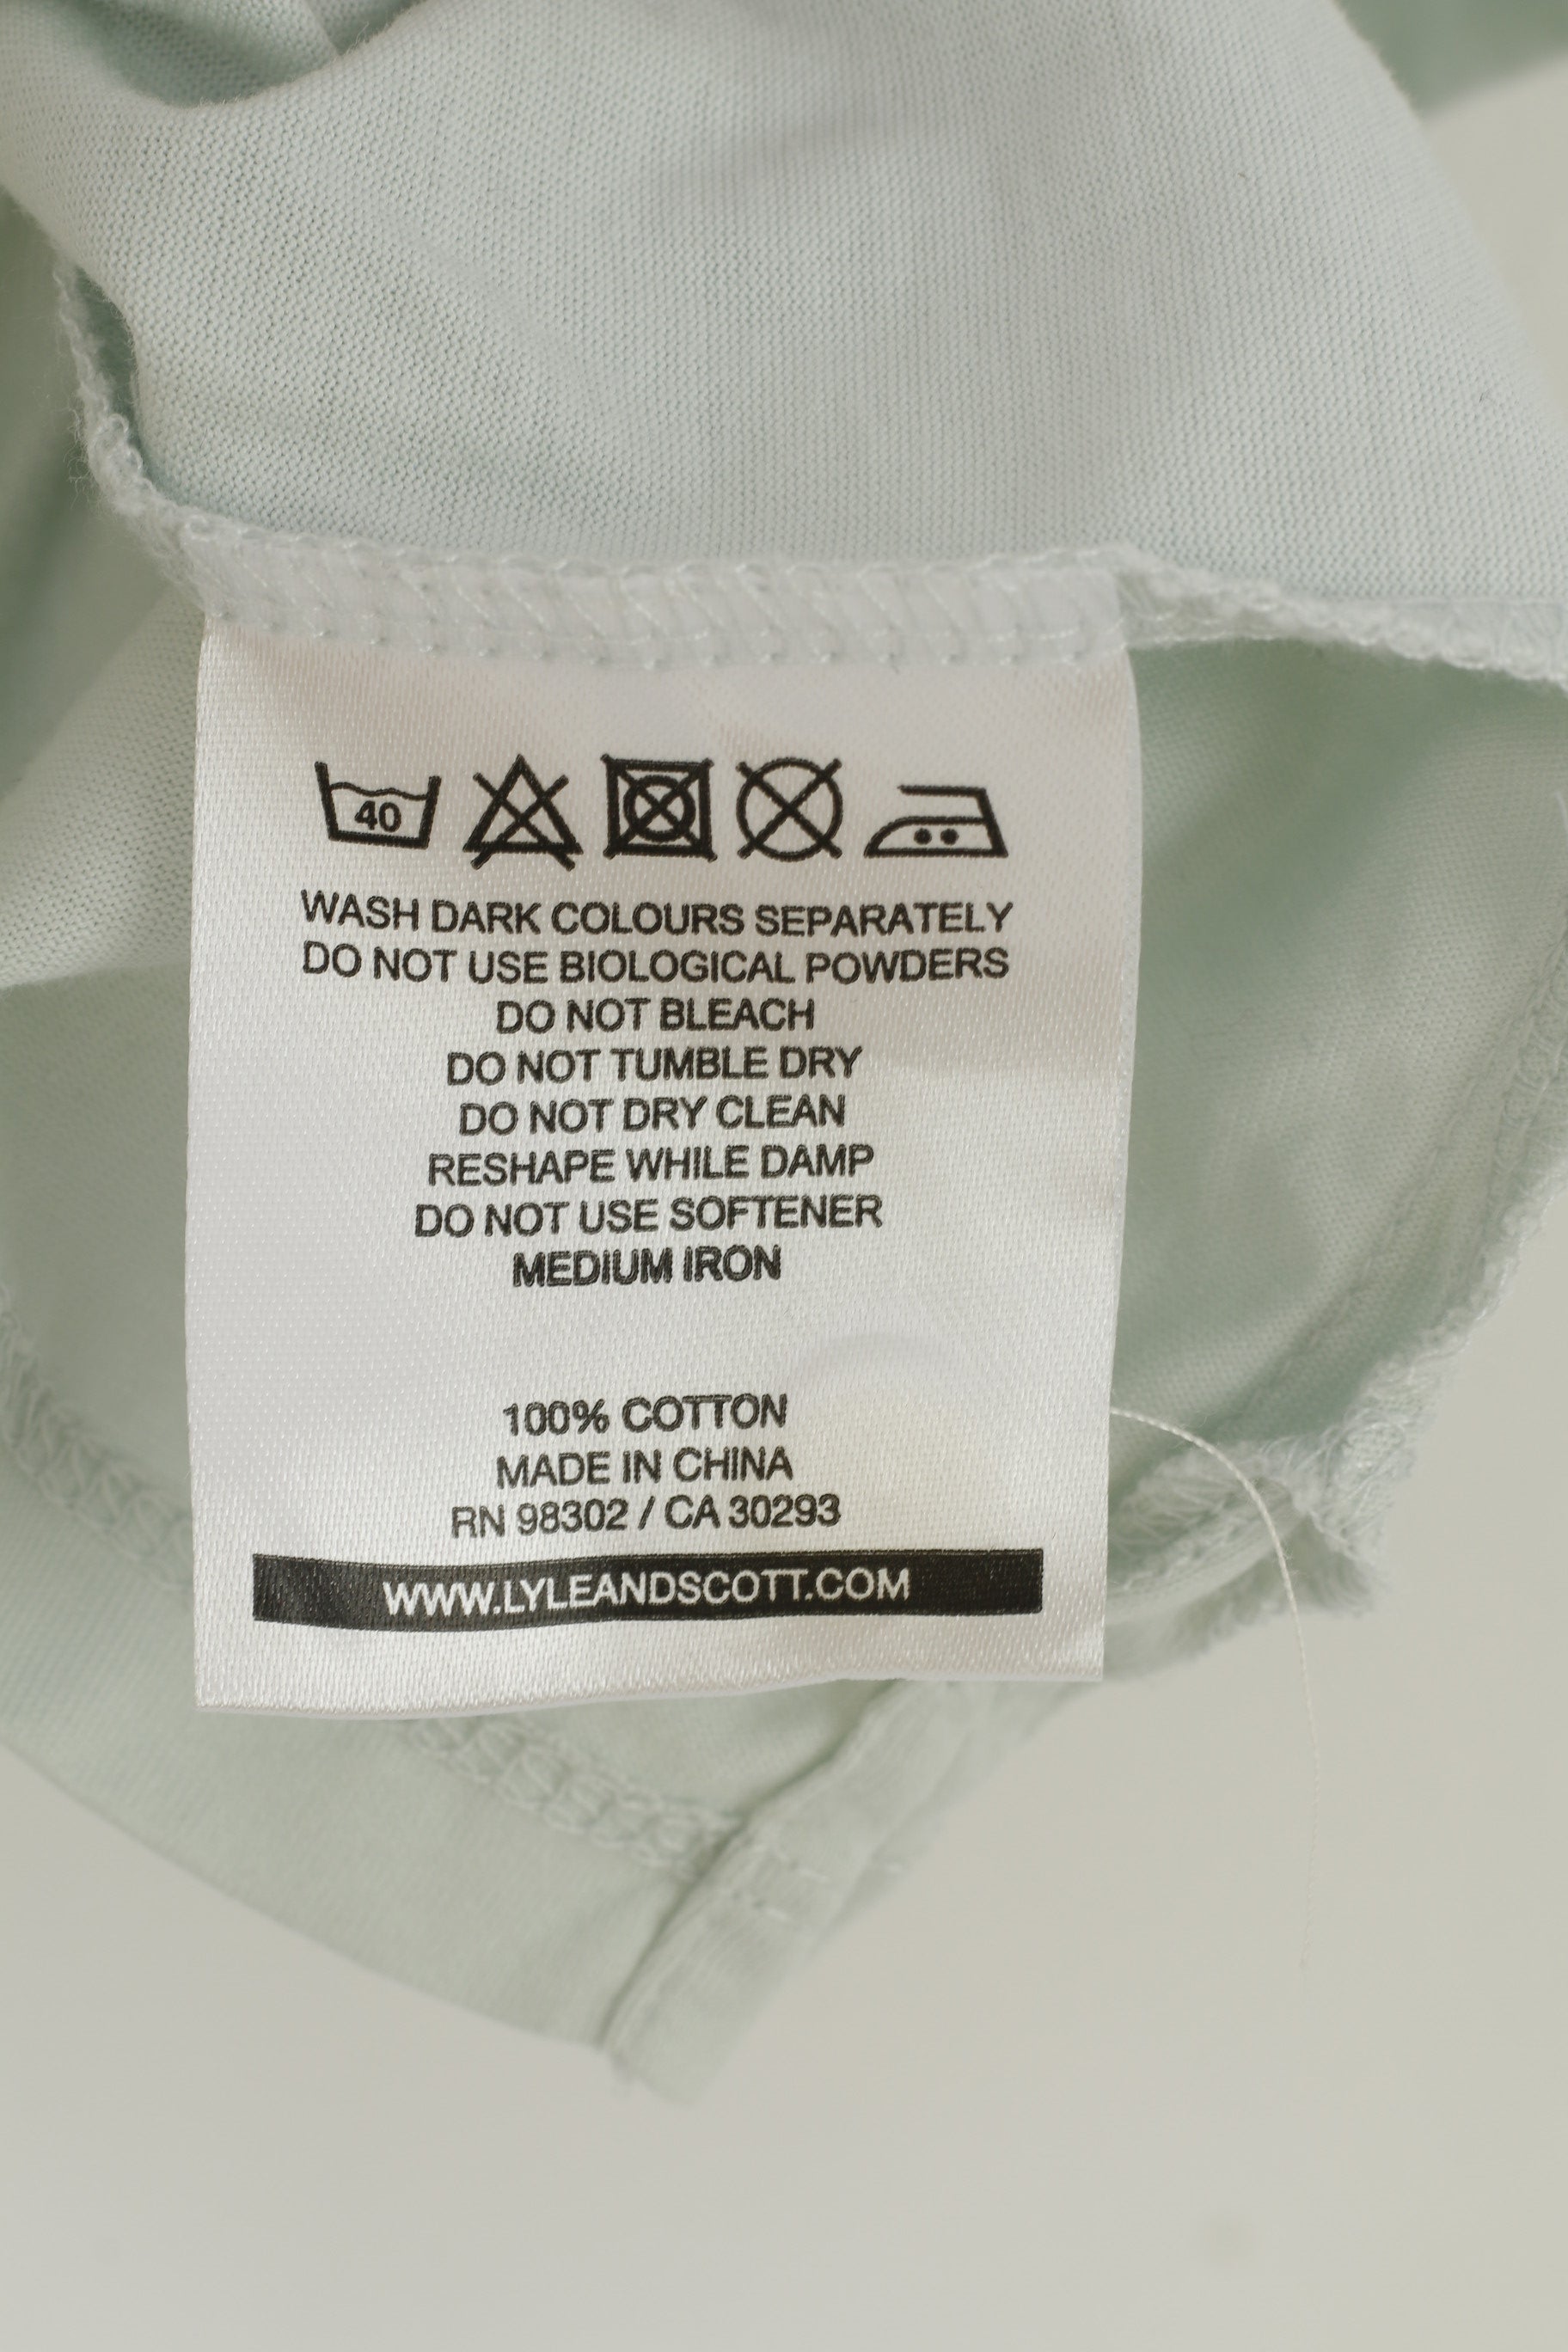 40
WASH DARK COLOURS SEPARATELY
DO NOT USE BIOLOGICAL POWDERS
DO NOT BLEACH
DO NOT TUMBLE DRY
DO NOT DRY CLEAN
RESHAPE WHILE DAMP
DO NOT USE SOFTENER
MEDIUM IRON
100% COTTON
MADE IN CHINA
RN 98302 / CA 30293
WWW.LYLEANDSCOTT.COM